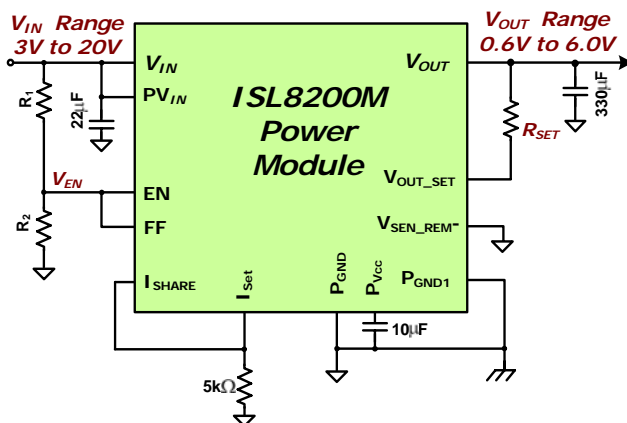 VIN Range
3V to 20V
VOUT Range
0.6V to 6.0V
VIN
PVIN
VOUT
ISL8200M
Power
Module
R1
22µF
330µF
RSET
VEN
EN
FF
VOUT_SET
VSEN_REM-
R2
ISHARE
ISet
PGND
PVcc
PGND1
10µF
5kΩ